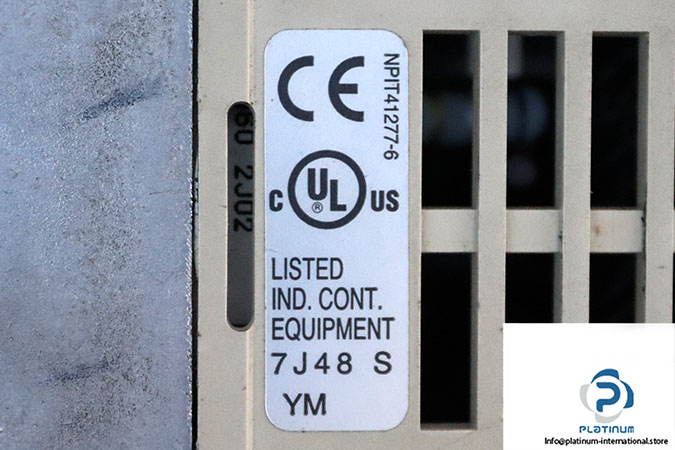 CE
NPIT41277-6
C UL ® US
LISTED
IND. CONT.
EQUIPMENT
7J48 S
YM
60 2J02
PLATINUM
Info@platinum-international.store